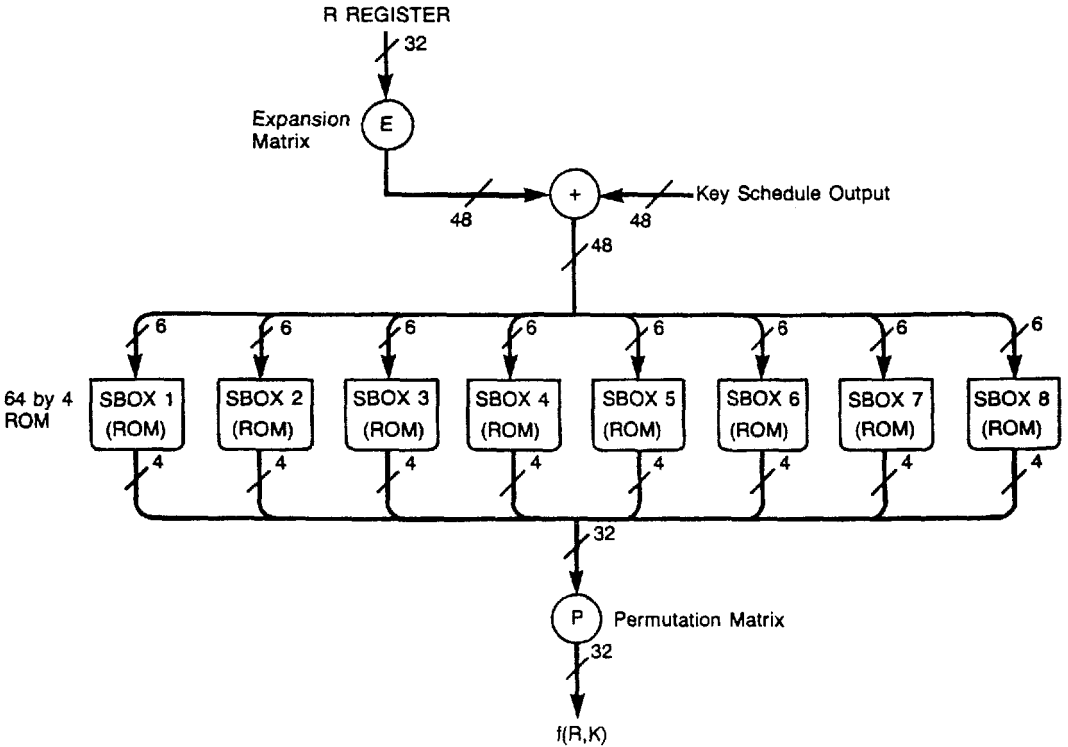 R REGISTER
32
Expansion
Matrix
E
+
Key Schedule Output
48
48
48
6
6
6
6
6
6
6
6
64 by 4
ROM
SBOX 1
(ROM)
SBOX 2
(ROM)
SBOX 3
(ROM)
SBOX 4
(ROM)
SBOX 5
(ROM)
SBOX 6
(ROM)
SBOX 7
(ROM)
SBOX 8
(ROM)
4
4
4
4
4
4
4
4
32
P
Permutation Matrix
32
f(R,K)